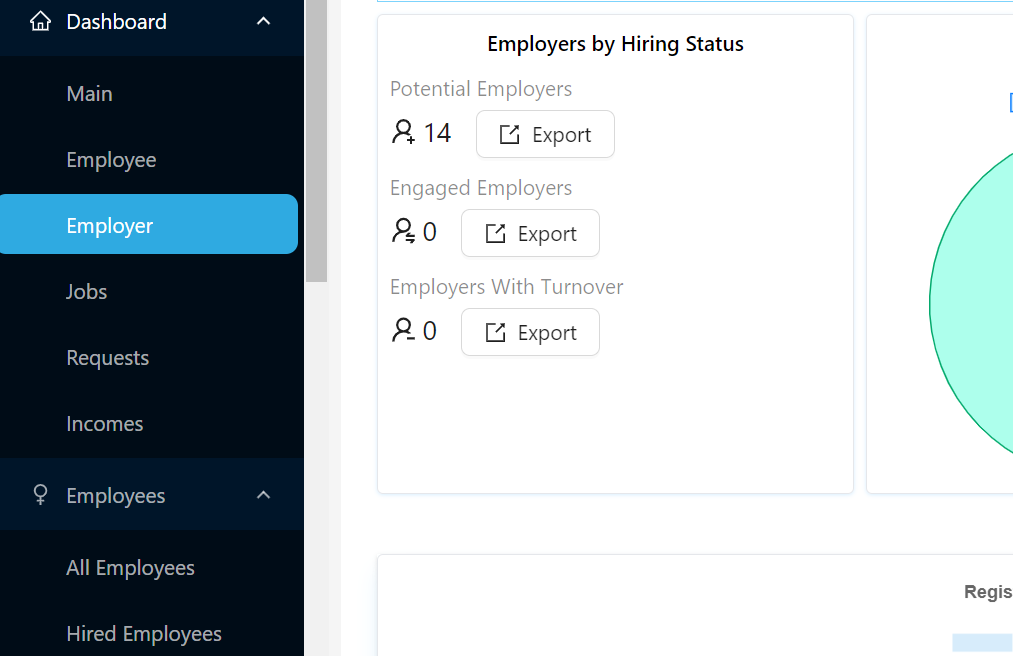 Dashboard
Main
Employee
Employer
Jobs
Requests
Incomes
Employees
All Employees
Hired Employees
Employers by Hiring Status
Potential Employers
14 Export
Engaged Employers
0 Export
Employers With Turnover
0 Export
Regis